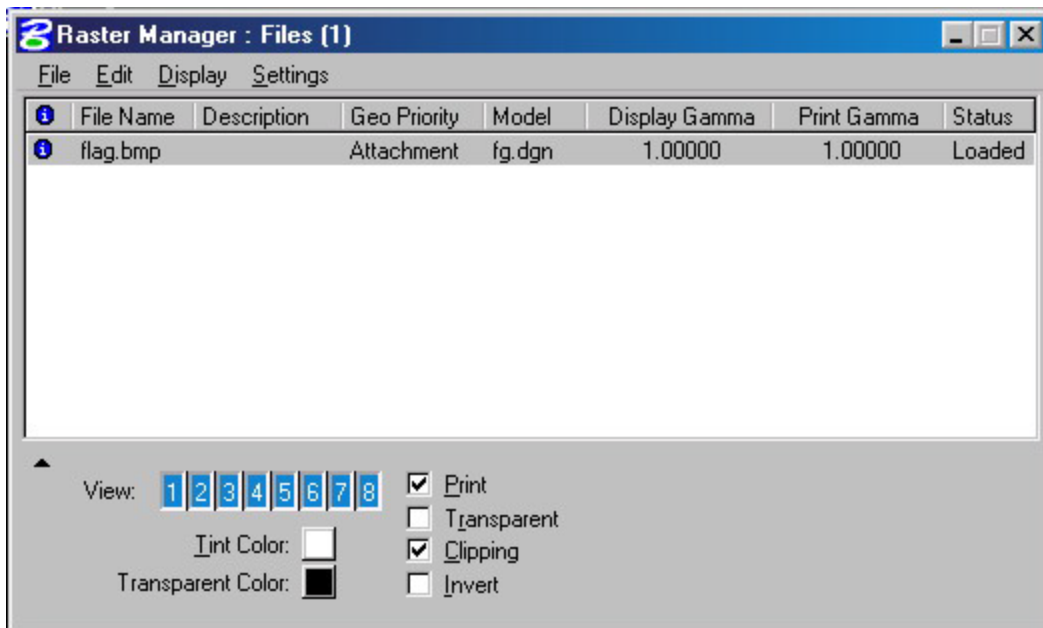 Raster Manager : Files (1)
File Edit Display Settings
File Name Description Geo Priority Model Display Gamma Print Gamma Status
flag.bmp Attachment fg.dgn 1.00000 1.00000 Loaded
View: 1 2 3 4 5 6 7 8 Print
Transparent
Tint Color: Clipping
Transparent Color: Invert